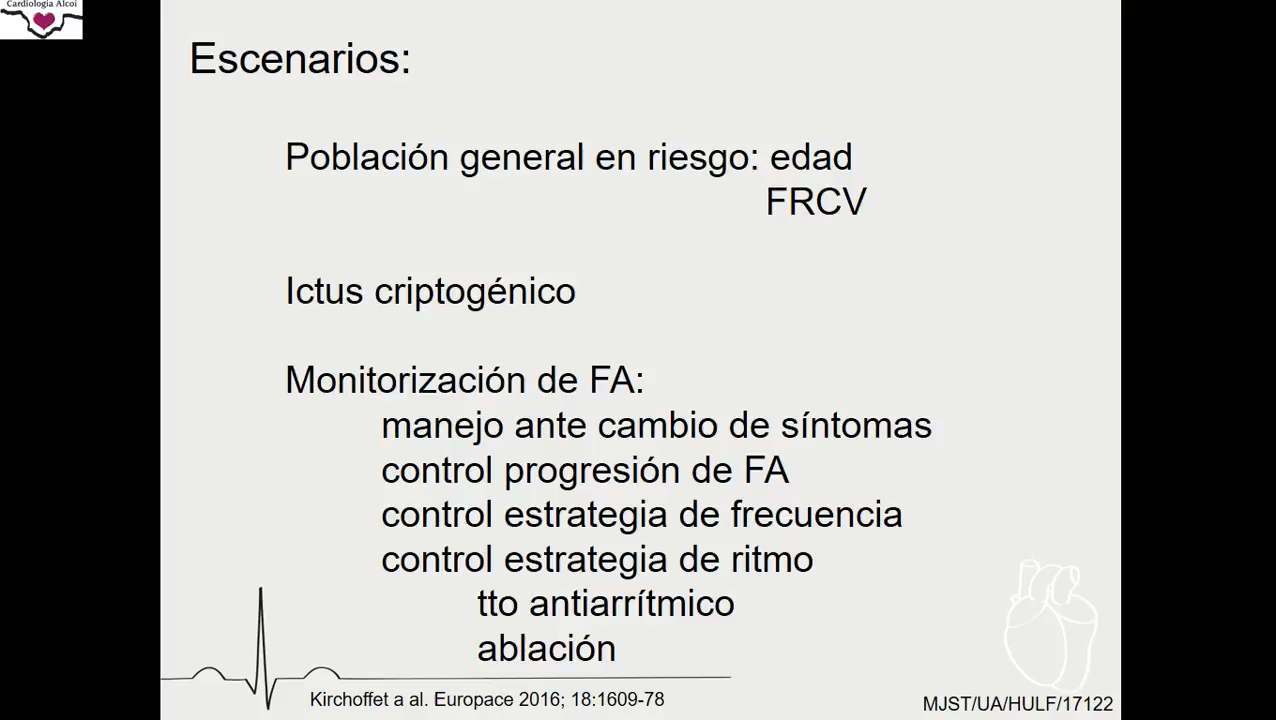 Cardiología Alcoi
Escenarios:
Población general en riesgo: edad
FRCV
Ictus criptogénico
Monitorización de FA:
manejo ante cambio de síntomas
control progresión de FA
control estrategia de frecuencia
control estrategia de ritmo
tto antiarrítmico
ablación
Kirchoffet a al. Europace 2016; 18:1609-78
MJST/UA/HULF/17122